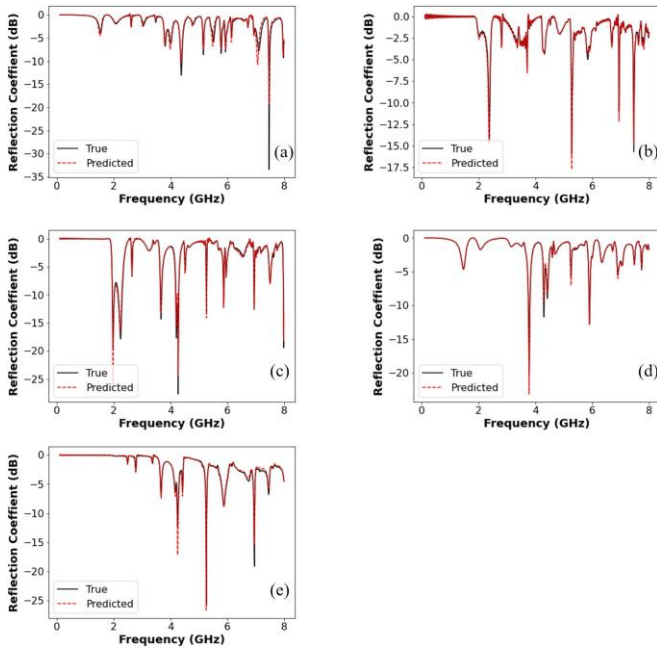 Reflection Coeffient (dB)
0
−5
−10
−15
−20
−25
−30
−35
True
Predicted
(a)
0 2 4 6 8
Frequency (GHz)
Reflection Coeffient (dB)
0.0
−2.5
−5.0
−7.5
−10.0
−12.5
−15.0
−17.5
True
Predicted
(b)
0 2 4 6 8
Frequency (GHz)
Reflection Coeffient (dB)
0
−5
−10
−15
−20
−25
True
Predicted
(c)
0 2 4 6 8
Frequency (GHz)
Reflection Coeffient (dB)
0
−5
−10
−15
−20
True
Predicted
(d)
0 2 4 6 8
Frequency (GHz)
Reflection Coeffient (dB)
0
−5
−10
−15
−20
−25
True
Predicted
(e)
0 2 4 6 8
Frequency (GHz)